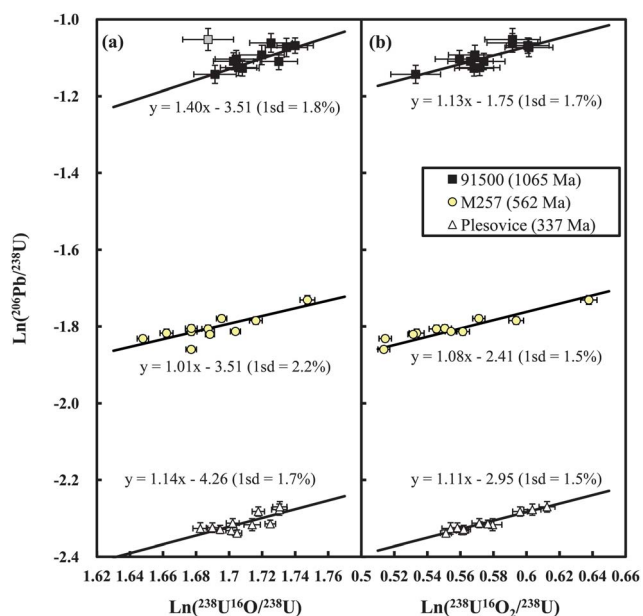 -1.0
(a)
(b)
y = 1.40x - 3.51 (1sd = 1.8%)
y = 1.13x - 1.75 (1sd = 1.7%)
-1.2
91500 (1065 Ma)
M257 (562 Ma)
Plesovice (337 Ma)
-1.4
Ln(²⁰⁶Pb/²³⁸U)
-1.6
-1.8
y = 1.01x - 3.51 (1sd = 2.2%)
y = 1.08x - 2.41 (1sd = 1.5%)
-2.0
-2.2
y = 1.14x - 4.26 (1sd = 1.7%)
y = 1.11x - 2.95 (1sd = 1.5%)
-2.4
1.62 1.64 1.66 1.68 1.7 1.72 1.74 1.76 0.5 0.52 0.54 0.56 0.58 0.6 0.62 0.64 0.66
Ln(²³⁸U¹⁶O/²³⁸U)
Ln(²³⁸U¹⁶O₂/²³⁸U)